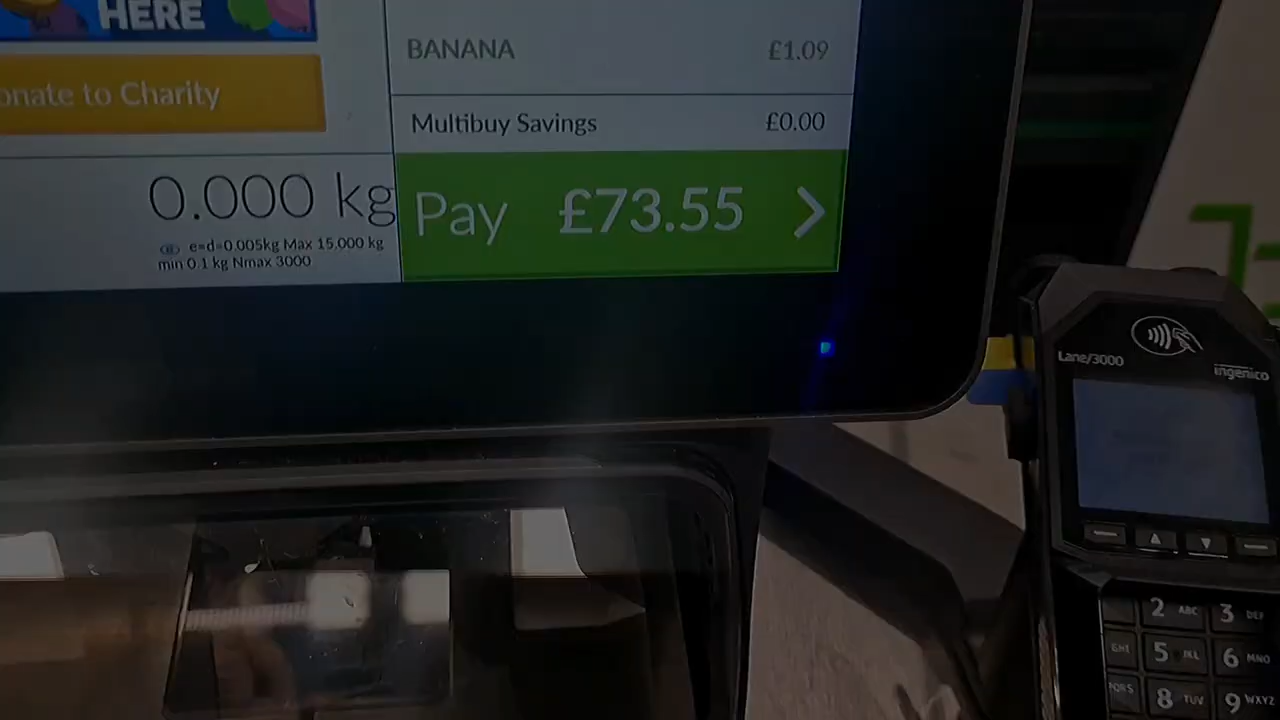 HERE
onate to Charity
BANANA £1.09
Multibuy Savings £0.00
0.000 kg
e=d=0.005kg Max 15.000 kg
min 0.1 kg Nmax 3000
Pay £73.55
Lane/3000
ingenico
2 ABC 3 DEF
GHI 5 JKL 6 MNO
PQRS 8 TUV 9 WXYZ